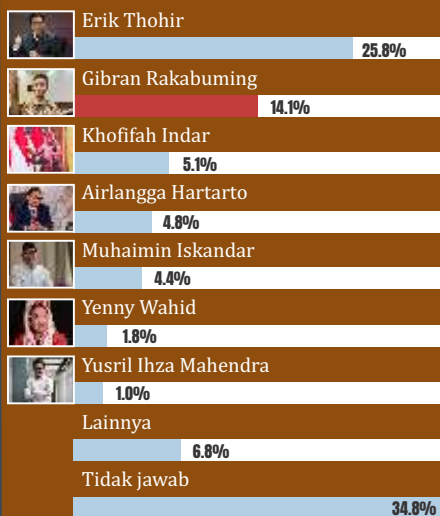 Erik Thohir
25.8%
Gibran Rakabuming
14.1%
Khofifah Indar
5.1%
Airlangga Hartarto
4.8%
Muhaimin Iskandar
4.4%
Yenny Wahid
1.8%
Yusril Ihza Mahendra
1.0%
Lainnya
6.8%
Tidak jawab
34.8%